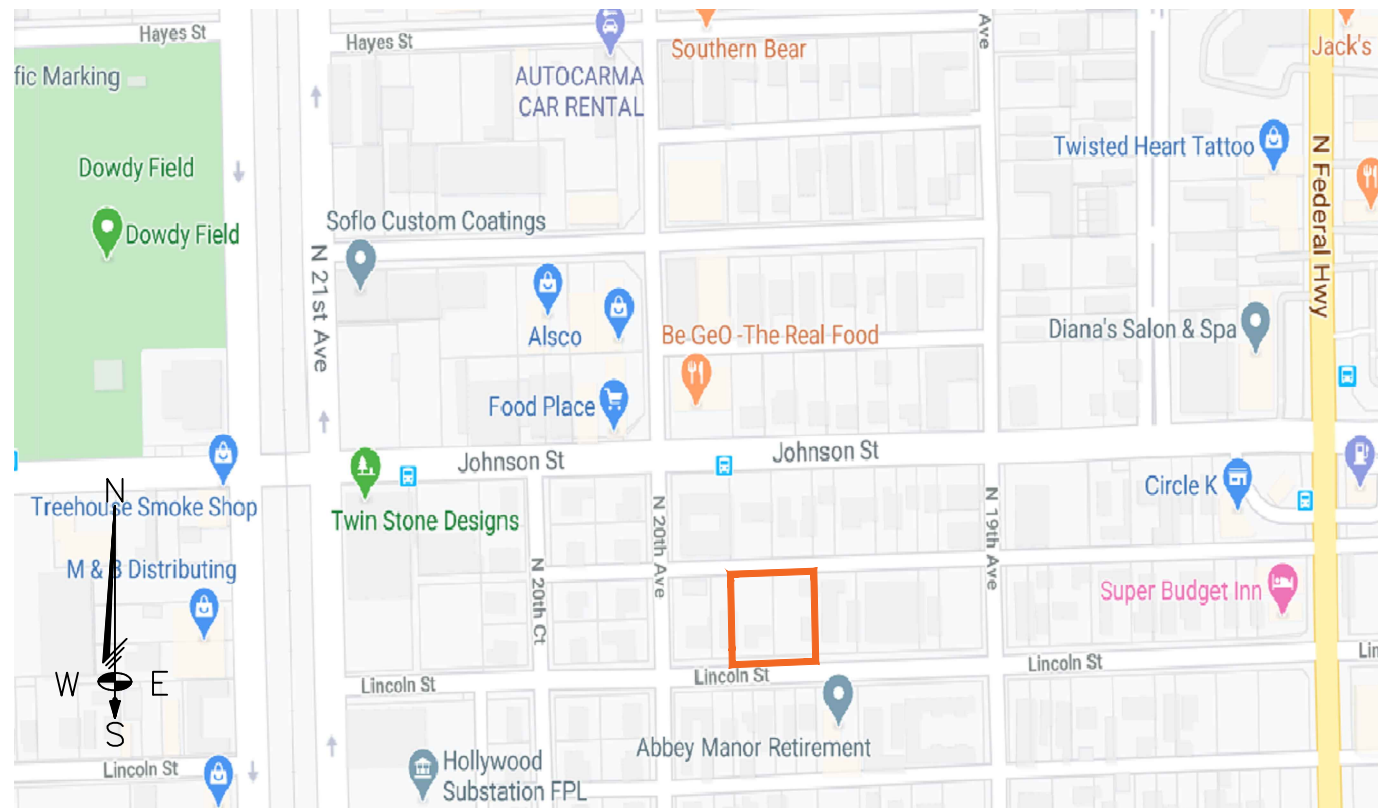 Hayes St
Hayes St
Southern Bear
Ave
Jack's
fic Marking
AUTOCARMA
CAR RENTAL
Twisted Heart Tattoo
N Federal Hwy
Dowdy Field
Dowdy Field
Soflo Custom Coatings
N 21st Ave
Alsco
Be GeO -The Real Food
Diana's Salon & Spa
Food Place
Johnson St
Johnson St
Circle K
N
Treehouse Smoke Shop
Twin Stone Designs
N 20th Ave
N 19th Ave
M & B Distributing
N 20th Ct
Super Budget Inn
W
E
S
Lincoln St
Lincoln St
Lincoln St
Lin
Abbey Manor Retirement
Hollywood
Substation FPL
Lincoln St